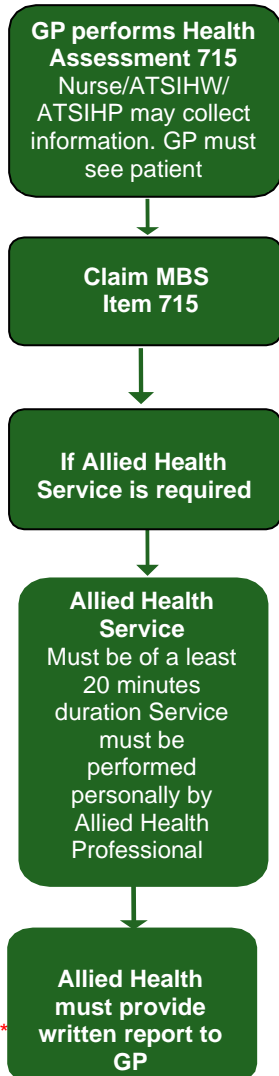 GP performs Health
Assessment 715
Nurse/ATSIHW/
ATSIHP may collect
information. GP must
see patient
Claim MBS
Item 715
If Allied Health
Service is required
Allied Health
Service
Must be of a least
20 minutes
duration Service
must be
performed
personally by
Allied Health
Professional
Allied Health
must provide
* written report to
GP